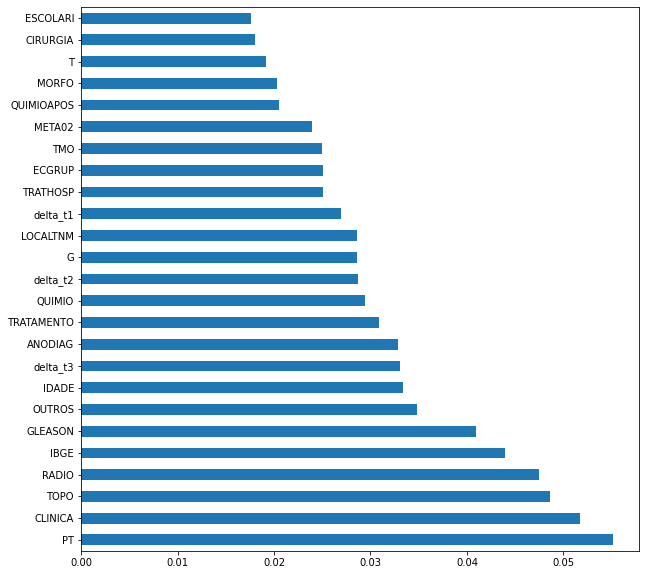 ESCOLARI
CIRURGIA
T
MORFO
QUIMIOAPOS
META02
TMO
ECGRUP
TRATHOSP
delta_t1
LOCALTNM
G
delta_t2
QUIMIO
TRATAMENTO
ANODIAG
delta_t3
IDADE
OUTROS
GLEASON
IBGE
RADIO
TOPO
CLINICA
PT
0.00 0.01 0.02 0.03 0.04 0.05